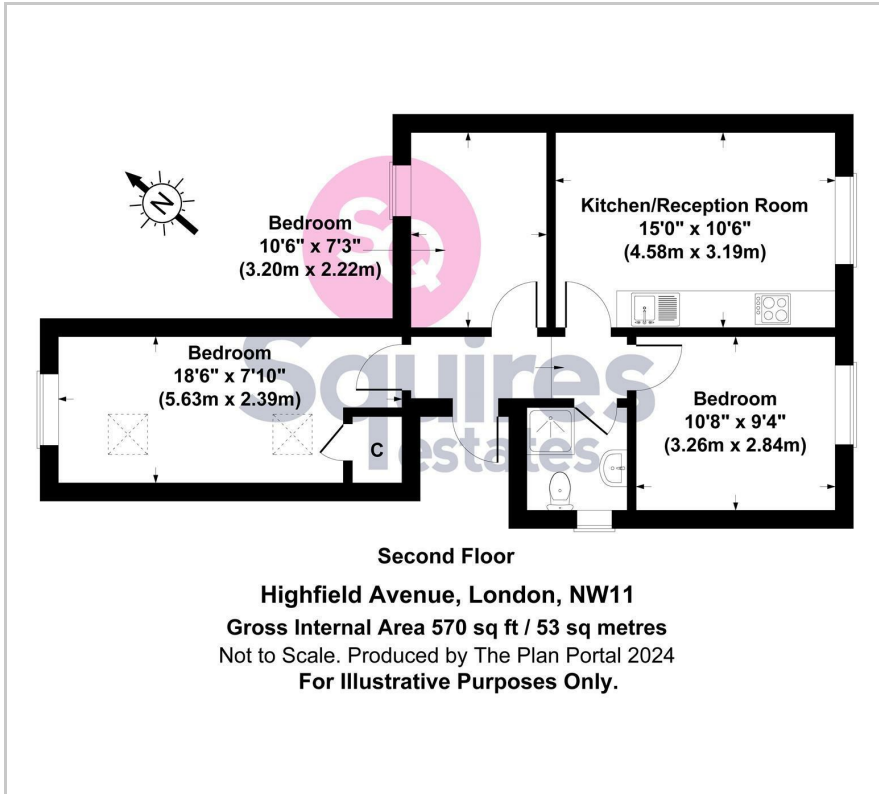 N
SQ
Squires
estates
Bedroom
10'6" x 7'3"
(3.20m x 2.22m)
Kitchen/Reception Room
15'0" x 10'6"
(4.58m x 3.19m)
Bedroom
18'6" x 7'10"
(5.63m x 2.39m)
C
Bedroom
10'8" x 9'4"
(3.26m x 2.84m)
Second Floor
Highfield Avenue, London, NW11
Gross Internal Area 570 sq ft / 53 sq metres
Not to Scale. Produced by The Plan Portal 2024
For Illustrative Purposes Only.